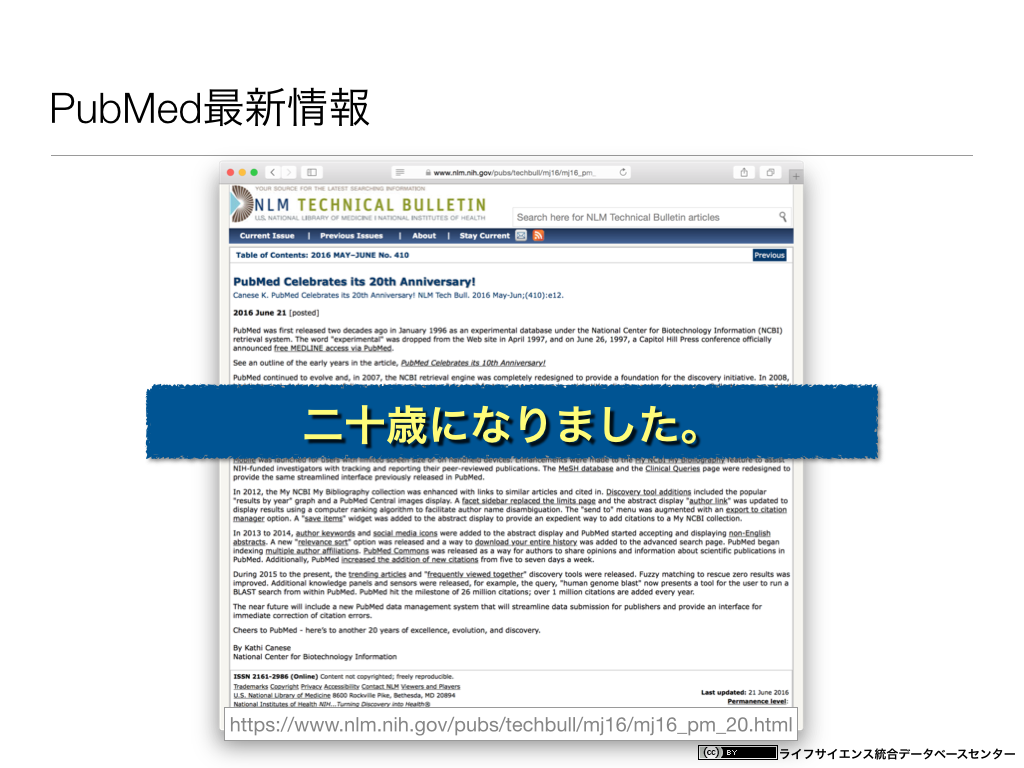 PubMed最新情報
www.nlm.nih.gov/pubs/techbull/mj16/mj16_pm_
YOUR SOURCE FOR THE LATEST SEARCHING INFORMATION
NLM TECHNICAL BULLETIN
U.S. NATIONAL LIBRARY OF MEDICINE | NATIONAL INSTITUTES OF HEALTH
Search here for NLM Technical Bulletin articles
Current Issue | Previous Issues | About | Stay Current
Table of Contents: 2016 MAY–JUNE No. 410
Previous
PubMed Celebrates its 20th Anniversary!
Canese K. PubMed Celebrates its 20th Anniversary! NLM Tech Bull. 2016 May-Jun;(410):e12.
2016 June 21 [posted]
PubMed was first released two decades ago in January 1996 as an experimental database under the National Center for Biotechnology Information (NCBI)
retrieval system. The word "experimental" was dropped from the Web site in April 1997, and on June 26, 1997, a Capitol Hill Press conference officially
announced free MEDLINE access via PubMed.
See an outline of the early years in the article, PubMed Celebrates its 10th Anniversary!
PubMed continued to evolve and, in 2007, the NCBI retrieval engine was completely redesigned to provide a foundation for the discovery initiative. In 2008,
二十歳になりました。
NIH-funded investigators with tracking and reporting their peer-reviewed publications. The MeSH database and the Clinical Queries page were redesigned to
provide the same streamlined interface previously released in PubMed.
In 2012, the My NCBI My Bibliography collection was enhanced with links to similar articles and cited in. Discovery tool additions included the popular
"results by year" graph and a PubMed Central images display. A facet sidebar replaced the limits page and the abstract display "author link" was updated to
display results using a computer ranking algorithm to facilitate author name disambiguation. The "send to" menu was augmented with an export to citation
manager option. A "save items" widget was added to the abstract display to provide an expedient way to add citations to a My NCBI collection.
In 2013 to 2014, author keywords and social media icons were added to the abstract display and PubMed started accepting and displaying non-English
abstracts. A new "relevance sort" option was released and a way to download your entire history was added to the advanced search page. PubMed began
indexing multiple author affiliations. PubMed Commons was released as a way for authors to share opinions and information about scientific publications in
PubMed. Additionally, PubMed increased the addition of new citations from five to seven days a week.
During 2015 to the present, the trending articles and "frequently viewed together" discovery tools were released. Fuzzy matching to rescue zero results was
improved. Additional knowledge panels and sensors were released, for example, the query, "human genome blast" now presents a tool for the user to run a
BLAST search from within PubMed. PubMed hit the milestone of 26 million citations; over 1 million citations are added every year.
The near future will include a new PubMed data management system that will streamline data submission for publishers and provide an interface for
immediate correction of citation errors.
Cheers to PubMed - here's to another 20 years of excellence, evolution, and discovery.
By Kathi Canese
National Center for Biotechnology Information
ISSN 2161-2986 (Online) Content not copyrighted; freely reproducible.
Trademarks Copyright Privacy Accessibility Contact NLM Viewers and Players
U.S. National Library of Medicine 8600 Rockville Pike, Bethesda, MD 20894
National Institutes of Health NIH...Turning Discovery into Health®
Last updated: 21 June 2016
Permanence level:
https://www.nlm.nih.gov/pubs/techbull/mj16/mj16_pm_20.html
cc BY ライフサイエンス統合データベースセンター